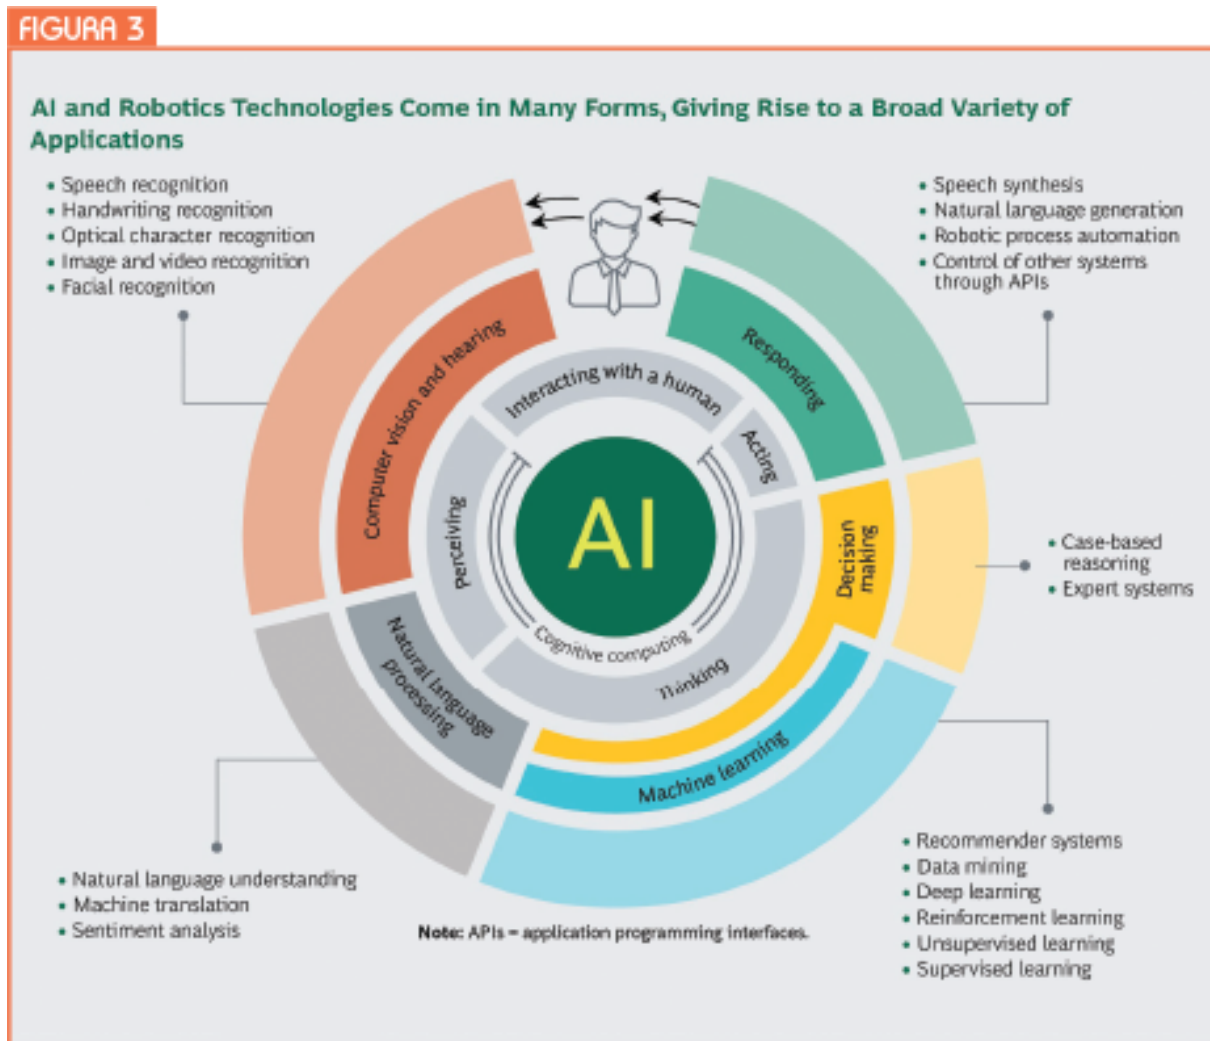 FIGURA 3
AI and Robotics Technologies Come in Many Forms, Giving Rise to a Broad Variety of
Applications
• Speech recognition
• Handwriting recognition
• Optical character recognition
• Image and video recognition
• Facial recognition
• Speech synthesis
• Natural language generation
• Robotic process automation
• Control of other systems
through APIs
Computer vision and hearing
Responding
Interacting with a human
Acting
Perceiving
AI
Decision
making
• Case-based
reasoning
• Expert systems
Cognitive computing
Thinking
Natural language
processing
Machine learning
• Natural language understanding
• Machine translation
• Sentiment analysis
• Recommender systems
• Data mining
• Deep learning
• Reinforcement learning
• Unsupervised learning
• Supervised learning
Note: APIs = application programming interfaces.